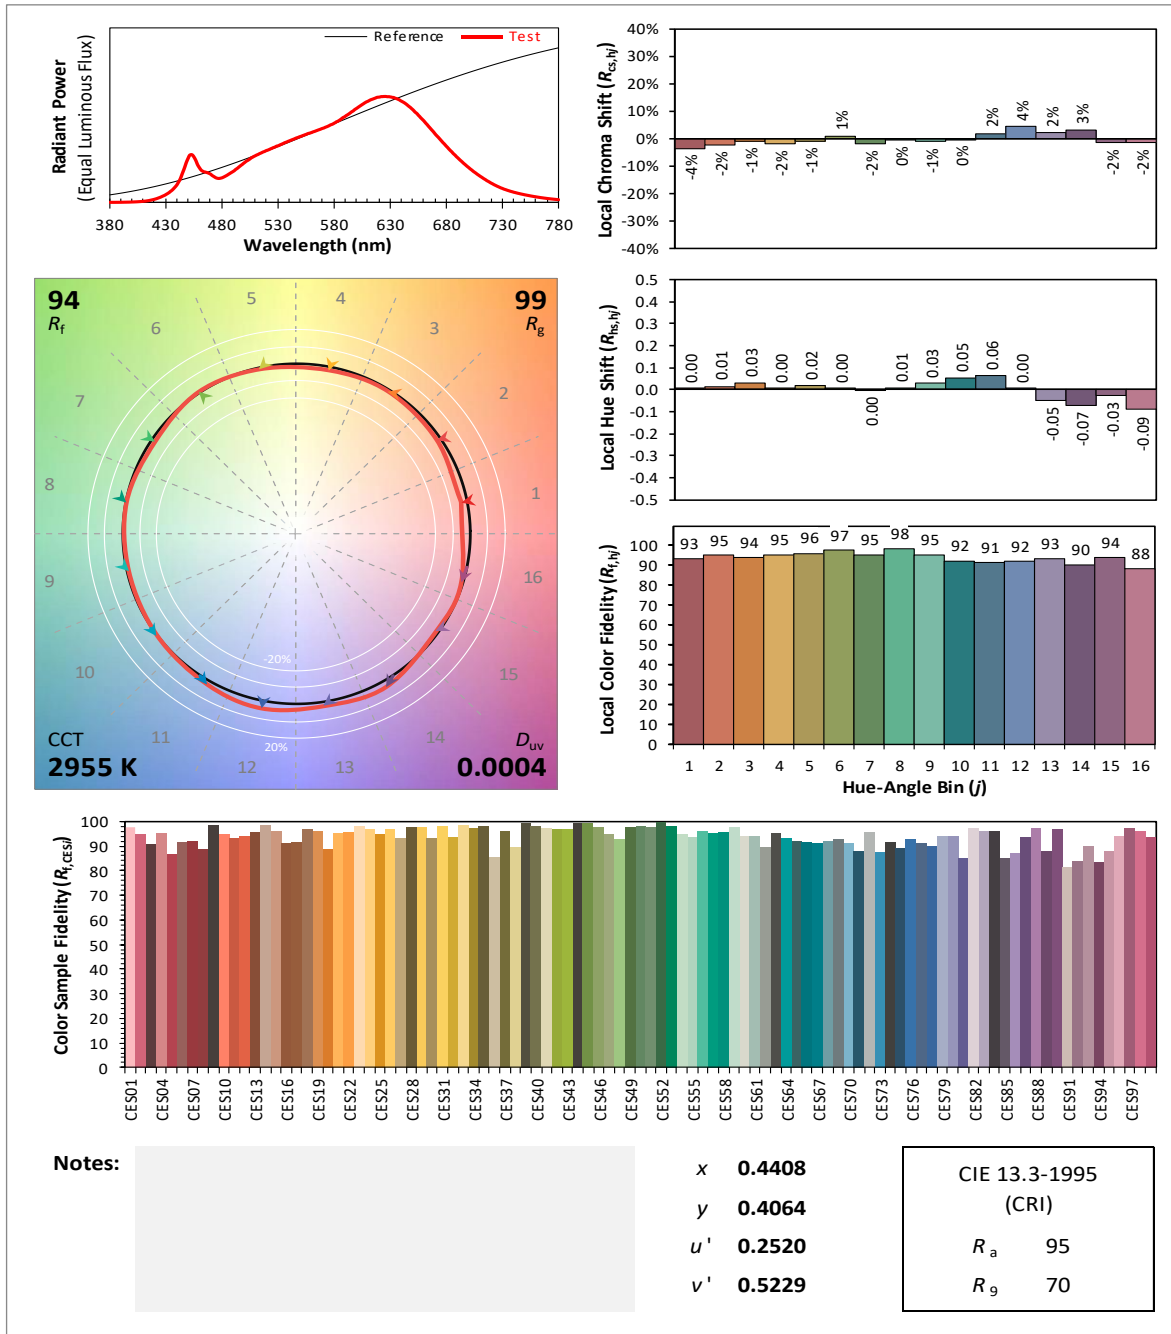 Radiant Power
(Equal Luminous Flux)
Reference
Test
380 430 480 530 580 630 680 730 780
Wavelength (nm)
Local Chroma Shift (Rcs,hj)
40%
30%
20%
10%
0%
-10%
-20%
-30%
-40%
-4% -2% -1% -2% -1% 1% -2% 0% -1% 0% 2% 4% 2% 3% -2% -2%
94
Rf
99
Rg
1
2
3
4
5
6
7
8
9
10
11
12
13
14
15
16
-20%
20%
CCT
2955 K
Duv
0.0004
Local Hue Shift (Rhs,hj)
0.5
0.4
0.3
0.2
0.1
0.0
-0.1
-0.2
-0.3
-0.4
-0.5
0.00 0.01 0.03 0.00 0.02 0.00 0.00 0.01 0.03 0.05 0.06 0.00 -0.05 -0.07 -0.03 -0.09
Local Color Fidelity (Rf,hj)
100
90
80
70
60
50
40
30
20
10
0
93 95 94 95 96 97 95 98 95 92 91 92 93 90 94 88
1 2 3 4 5 6 7 8 9 10 11 12 13 14 15 16
Hue-Angle Bin (j)
Color Sample Fidelity (Rf,CESi)
100
90
80
70
60
50
40
30
20
10
0
CES01 CES04 CES07 CES10 CES13 CES16 CES19 CES22 CES25 CES28 CES31 CES34 CES37 CES40 CES43 CES46 CES49 CES52 CES55 CES58 CES61 CES64 CES67 CES70 CES73 CES76 CES79 CES82 CES85 CES88 CES91 CES94 CES97
Notes:
x 0.4408
y 0.4064
u' 0.2520
v' 0.5229
CIE 13.3-1995
(CRI)
Ra 95
R9 70